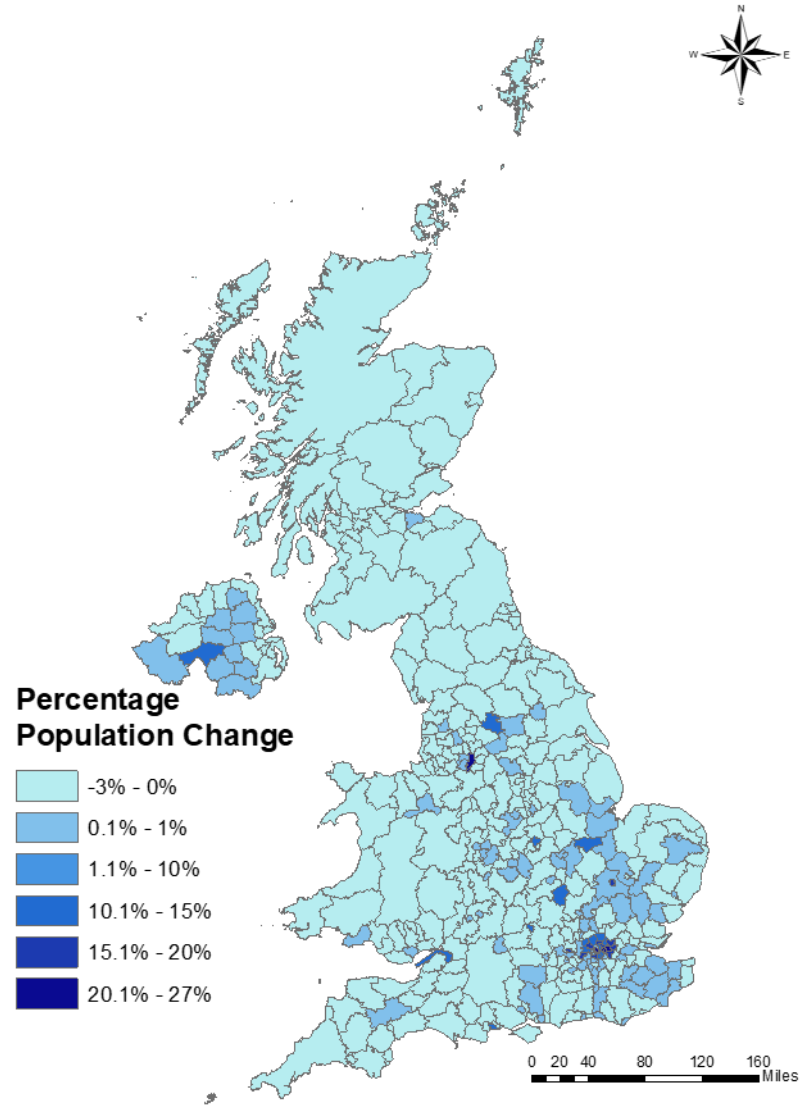 N
W E
S
Percentage
Population Change
-3% - 0%
0.1% - 1%
1.1% - 10%
10.1% - 15%
15.1% - 20%
20.1% - 27%
0 20 40 80 120 160
Miles